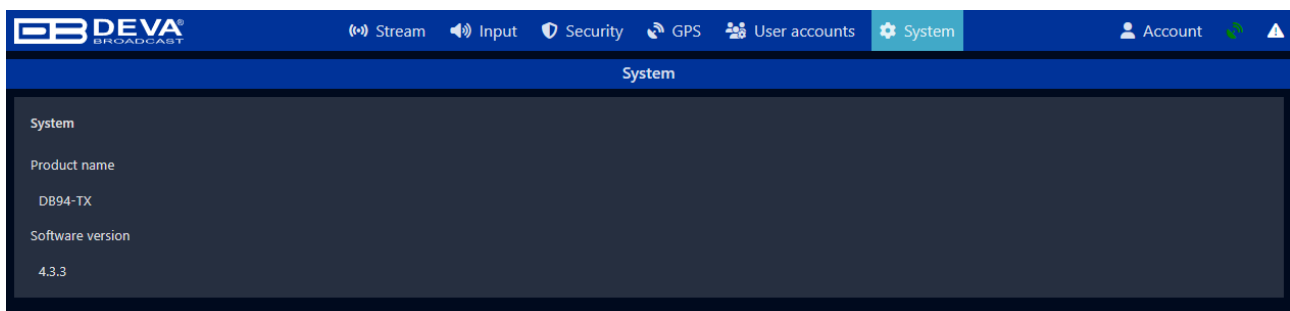 DB DEVA®
BROADCAST
Stream Input Security GPS User accounts System Account
System
System
Product name
DB94-TX
Software version
4.3.3